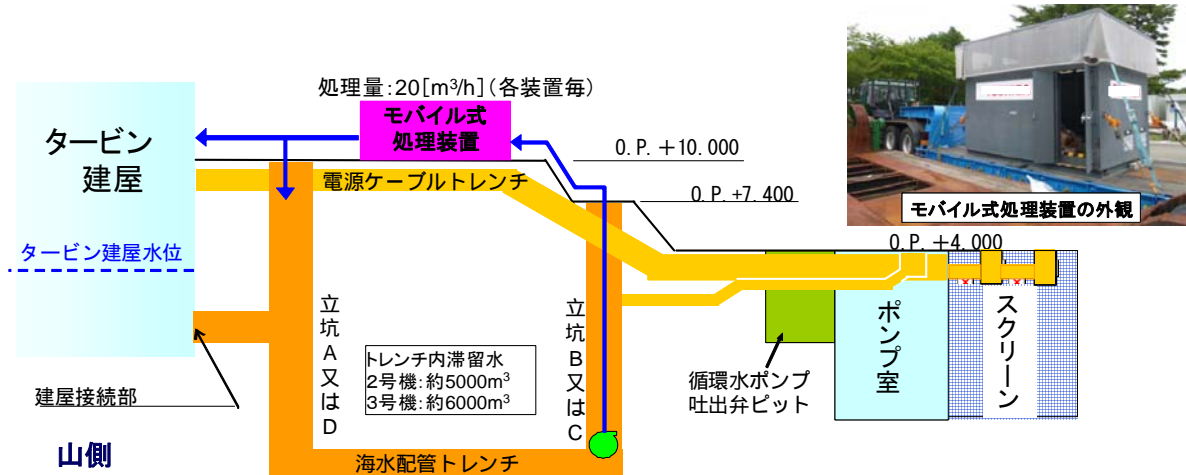 処理量:20[m³/h](各装置毎)
モバイル式
処理装置
タービン
建屋
O.P.+10.000
電源ケーブルトレンチ
O.P.+7.400
モバイル式処理装置の外観
タービン建屋水位
O.P.+4.000
立坑A又はD
トレンチ内滞留水
2号機:約5000m³
3号機:約6000m³
立坑B又はC
循環水ポンプ
吐出弁ピット
ポンプ室
スクリーン
建屋接続部
山側
海水配管トレンチ